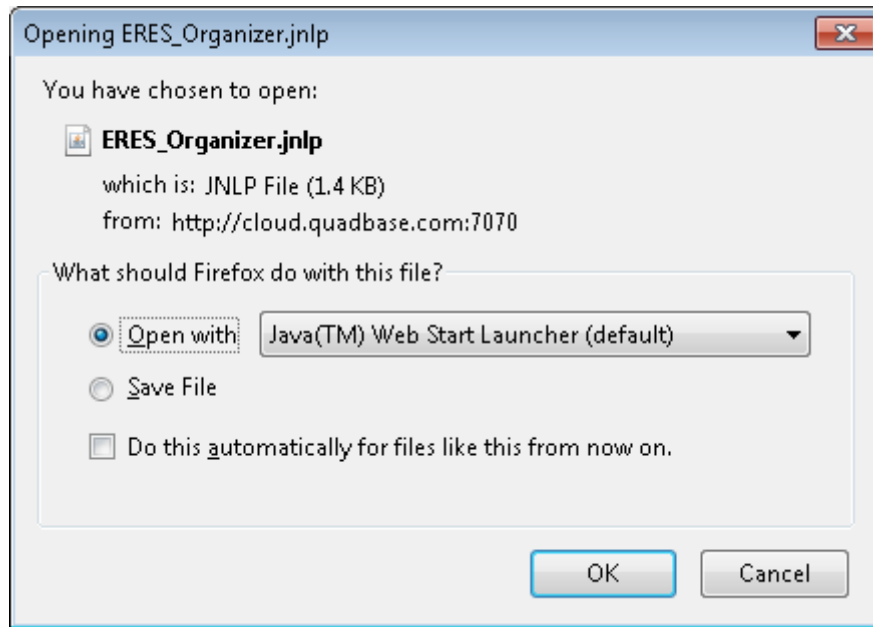 Opening ERES_Organizer.jnlp
You have chosen to open:
ERES_Organizer.jnlp
which is: JNLP File (1.4 KB)
from: http://cloud.quadbase.com:7070
What should Firefox do with this file?
Open with Java(TM) Web Start Launcher (default)
Save File
Do this automatically for files like this from now on.
OK Cancel